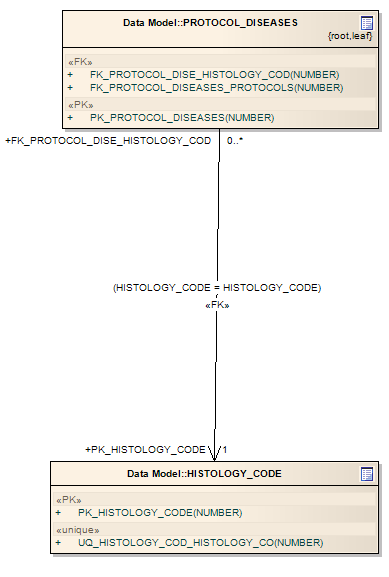 Data Model::PROTOCOL_DISEASES
{root,leaf}
«FK»
+ FK_PROTOCOL_DISE_HISTOLOGY_COD(NUMBER)
+ FK_PROTOCOL_DISEASES_PROTOCOLS(NUMBER)
«PK»
+ PK_PROTOCOL_DISEASES(NUMBER)
+FK_PROTOCOL_DISE_HISTOLOGY_COD 0..*
(HISTOLOGY_CODE = HISTOLOGY_CODE)
«FK»
+PK_HISTOLOGY_CODE 1
Data Model::HISTOLOGY_CODE
«PK»
+ PK_HISTOLOGY_CODE(NUMBER)
«unique»
+ UQ_HISTOLOGY_COD_HISTOLOGY_CO(NUMBER)